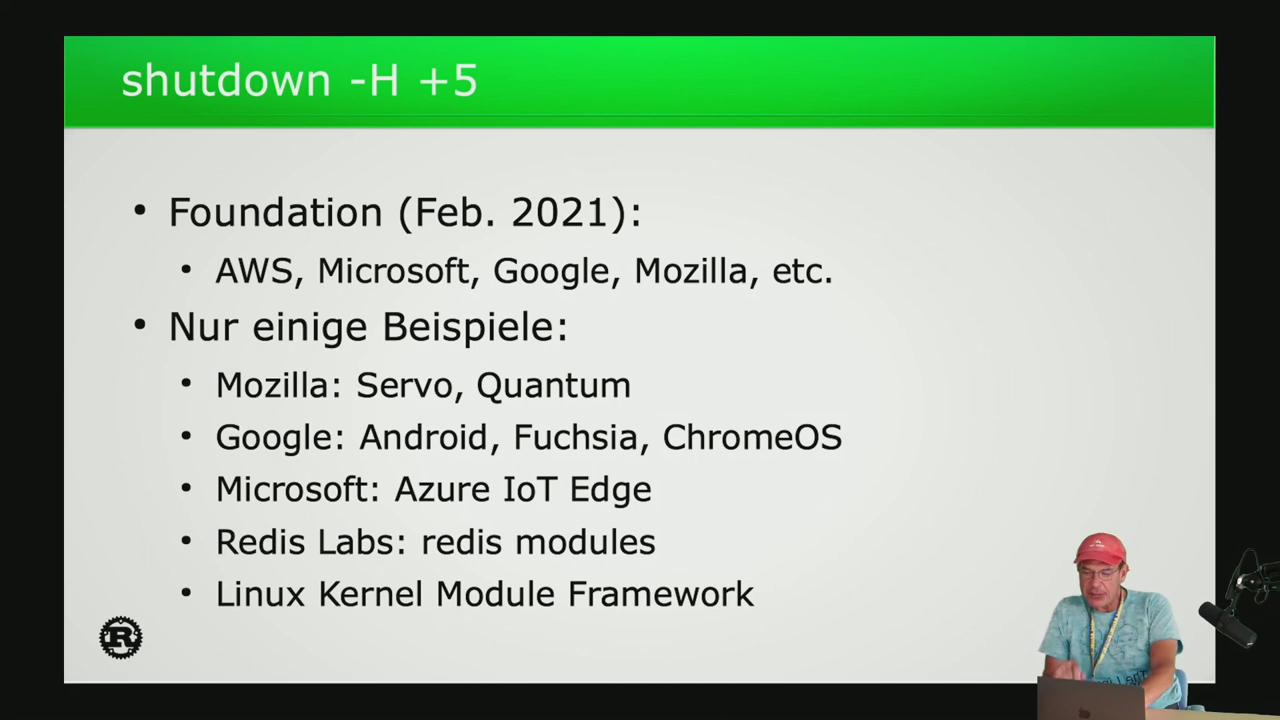 shutdown -H +5
• Foundation (Feb. 2021):
• AWS, Microsoft, Google, Mozilla, etc.
• Nur einige Beispiele:
• Mozilla: Servo, Quantum
• Google: Android, Fuchsia, ChromeOS
• Microsoft: Azure IoT Edge
• Redis Labs: redis modules
• Linux Kernel Module Framework
R